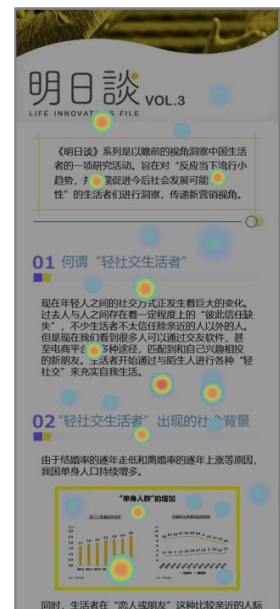 明日談 VOL.3
LIFE INNOVATORS FILE
《明日谈》系列是以瞻前的视角洞察中国生活
者的一项研究活动。旨在对“反应当下流行小
趋势，并 能促进今后社会发展可能
性”的生活者们进行洞察，传递新营销视角。
01 何谓“轻社交生活者”
现在年轻人之间的社交方式正发生着巨大的变化。
过去人与人之间存在着一定程度上的“彼此信任缺
失”，不少生活者不太信任除亲近的人以外的人。
但是现在我们看到很多人可以通过交友软件，甚
至电商平台 多种途径，匹配到和自己兴趣相投
的新朋友。生活者开始通过与陌生人进行各种“轻
社交”来充实自我生活。
02 “轻社交生活者”出现的社会背景
由于结婚率的逐年走低和离婚率的逐年上涨等原因，
我国单身人口持续增多。
“单身人群”的增加
同时，生活者在“恋人或朋友”这种比较亲近的人际